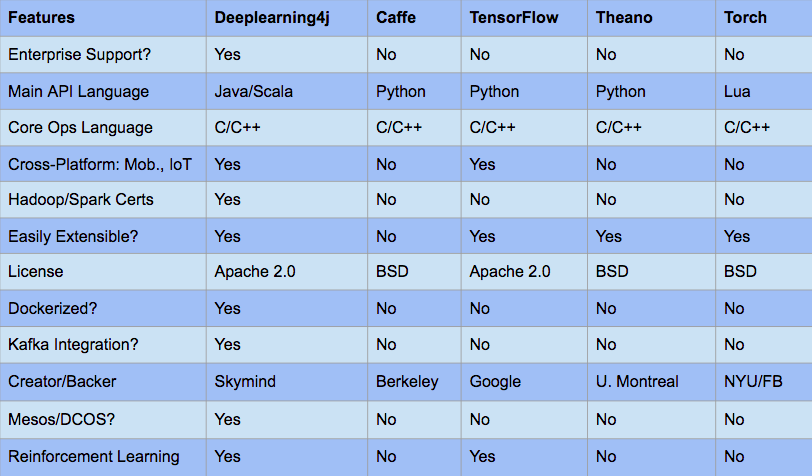 Features Deeplearning4j Caffe TensorFlow Theano Torch
Enterprise Support? Yes No No No No
Main API Language Java/Scala Python Python Python Lua
Core Ops Language C/C++ C/C++ C/C++ C/C++ C/C++
Cross-Platform: Mob., IoT Yes No Yes No No
Hadoop/Spark Certs Yes No No No No
Easily Extensible? Yes No Yes Yes Yes
License Apache 2.0 BSD Apache 2.0 BSD BSD
Dockerized? Yes No No No No
Kafka Integration? Yes No No No No
Creator/Backer Skymind Berkeley Google U. Montreal NYU/FB
Mesos/DCOS? Yes No No No No
Reinforcement Learning Yes No Yes No No